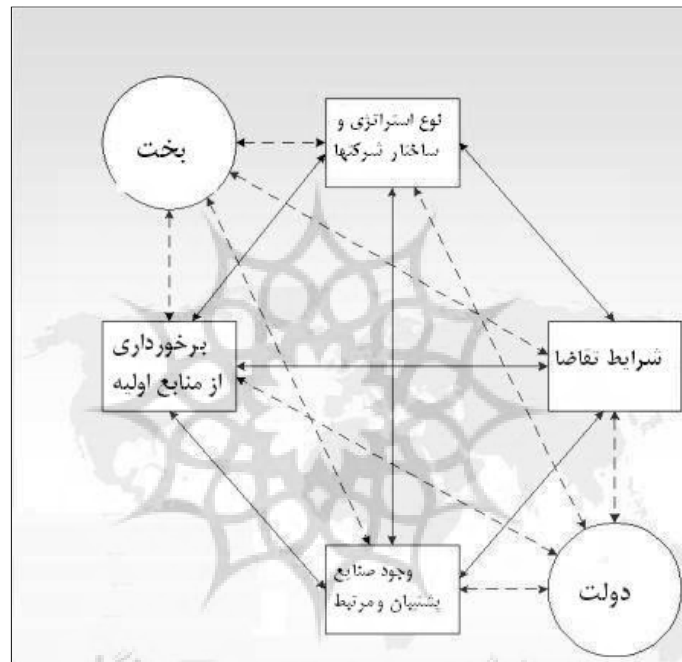 نوع استراتژی و
ساختار شرکتها
بخت
برخورداری
از منابع اولیه
شرایط تقاضا
وجود صنایع
پشتیبان و مرتبط
دولت